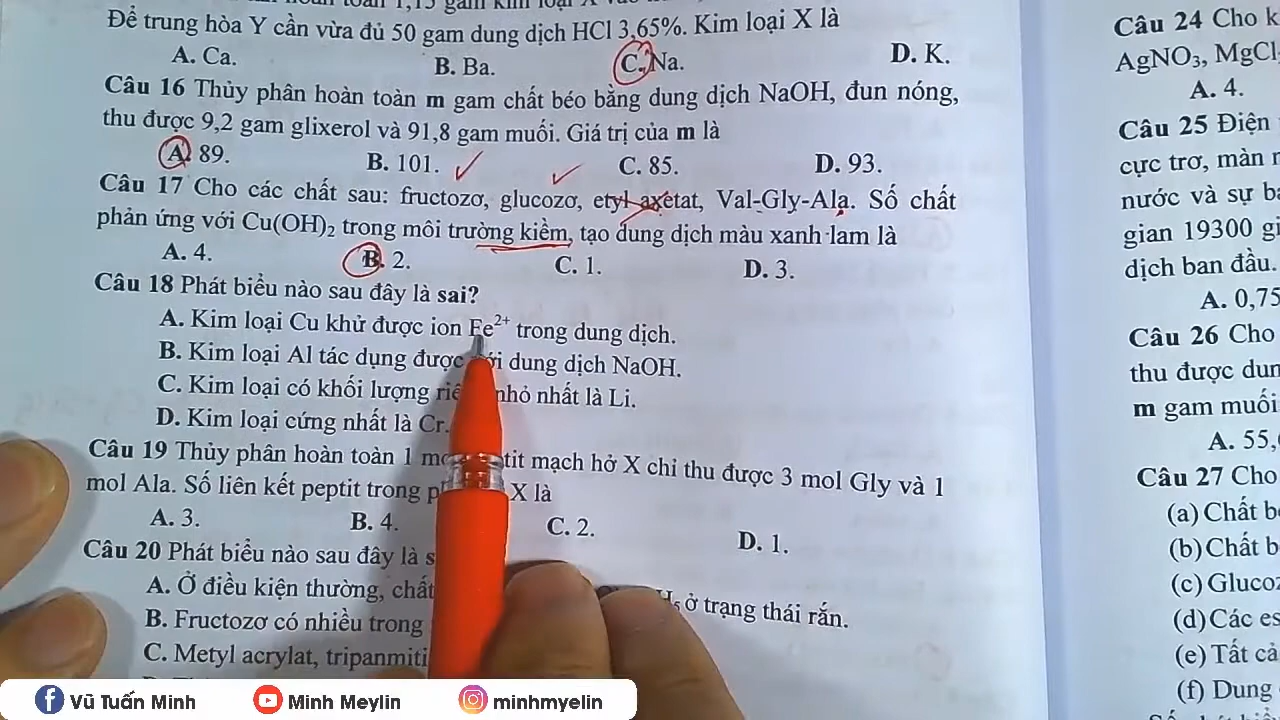 toàn 1,15 gam kim loại X
Để trung hòa Y cần vừa đủ 50 gam dung dịch HCl 3,65%. Kim loại X là
A. Ca. B. Ba. C. Na. D. K.
Câu 16 Thủy phân hoàn toàn m gam chất béo bằng dung dịch NaOH, đun nóng,
thu được 9,2 gam glixerol và 91,8 gam muối. Giá trị của m là
A. 89. B. 101. C. 85. D. 93.
Câu 17 Cho các chất sau: fructozơ, glucozơ, etyl axetat, Val-Gly-Ala. Số chất
phản ứng với Cu(OH)₂ trong môi trường kiềm, tạo dung dịch màu xanh lam là
A. 4. B. 2. C. 1. D. 3.
Câu 18 Phát biểu nào sau đây là sai?
A. Kim loại Cu khử được ion Fe²⁺ trong dung dịch.
B. Kim loại Al tác dụng được với dung dịch NaOH.
C. Kim loại có khối lượng riêng nhỏ nhất là Li.
D. Kim loại cứng nhất là Cr.
Câu 19 Thủy phân hoàn toàn 1 tit mạch hở X chỉ thu được 3 mol Gly và 1
mol Ala. Số liên kết peptit trong X là
A. 3. B. 4. C. 2. D. 1.
Câu 20 Phát biểu nào sau đây là
A. Ở điều kiện thường, chất ở trạng thái rắn.
B. Fructozơ có nhiều trong
C. Metyl acrylat,
Câu 24 Cho
AgNO₃,
A. 4.
Câu 25 Điện
cực trơ, màn
nước và sự
gian 19300
dịch ban đầu.
A. 0,75
Câu 26 Cho
thu được
m gam muối
A. 55,
Câu 27 Cho
(a) Chất
(b) Chất
(c)
(d) Các
(e) Tất cả
(f) Dung
Vũ Tuấn Minh Minh Meylin minhmyelin